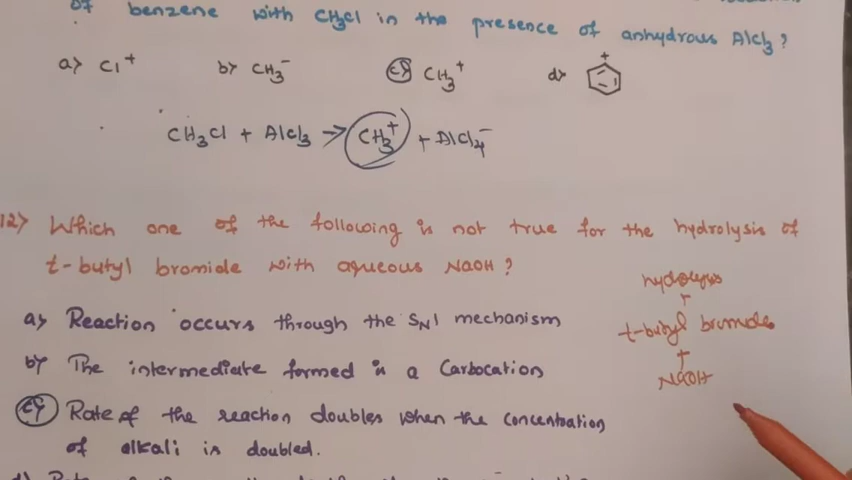 of benzene with CH3Cl in the presence of anhydrous AlCl3?
a) Cl+ b) CH3- c) CH3+ d) +
CH3Cl + AlCl3 → CH3+ + AlCl4-
12) Which one of the following is not true for the hydrolysis of
t-butyl bromide with aqueous NaOH?
hydolysis
a) Reaction occurs through the SN1 mechanism
t-butyl bromide
+
b) The intermediate formed is a Carbocation
NaOH
c) Rate of the reaction doubles when the concentration
of alkali is doubled.